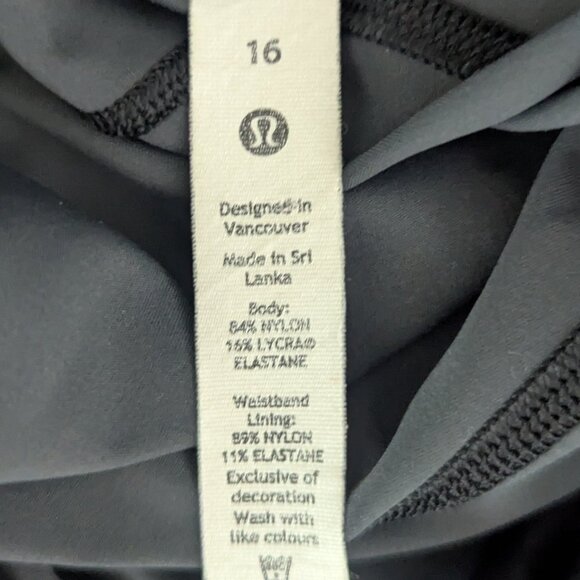 16
Designed in
Vancouver
Made in Sri
Lanka
Body:
84% NYLON
16% LYCRA®
ELASTANE
Waistband
Lining:
89% NYLON
11% ELASTANE
Exclusive of
decoration
Wash with
like colours